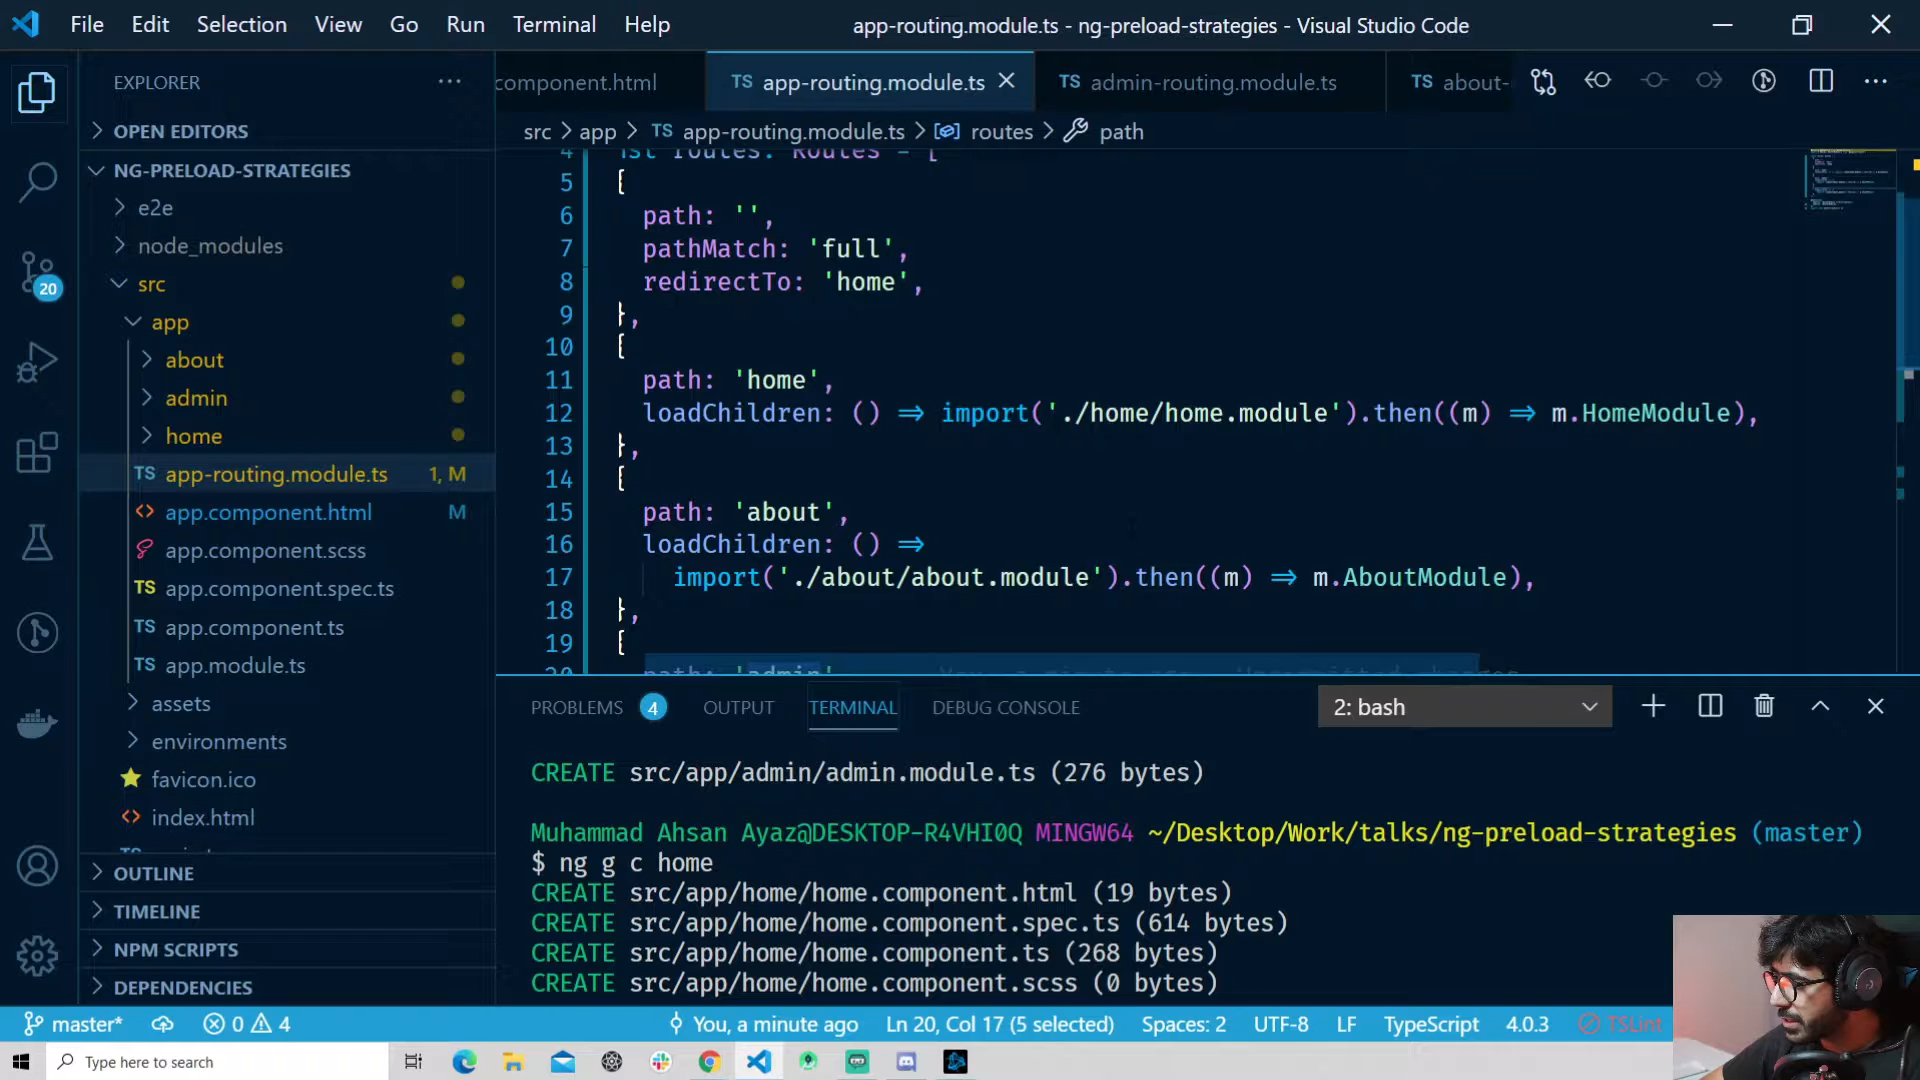 File Edit Selection View Go Run Terminal Help
app-routing.module.ts - ng-preload-strategies - Visual Studio Code
EXPLORER
component.html
TS app-routing.module.ts
TS admin-routing.module.ts
TS about-
OPEN EDITORS
src > app > TS app-routing.module.ts > routes > path
NG-PRELOAD-STRATEGIES
e2e
node_modules
src
app
about
admin
home
TS app-routing.module.ts 1, M
app.component.html M
app.component.scss
TS app.component.spec.ts
TS app.component.ts
TS app.module.ts
assets
environments
favicon.ico
index.html
OUTLINE
TIMELINE
NPM SCRIPTS
DEPENDENCIES
20
4 nst routes: Routes = [
5 {
6 path: '',
7 pathMatch: 'full',
8 redirectTo: 'home',
9 },
10 {
11 path: 'home',
12 loadChildren: () => import('./home/home.module').then((m) => m.HomeModule),
13 },
14 {
15 path: 'about',
16 loadChildren: () =>
17 import('./about/about.module').then((m) => m.AboutModule),
18 },
19 {
20 path: 'admin' You, a minute ago • Uncommitted changes
PROBLEMS 4 OUTPUT TERMINAL DEBUG CONSOLE
2: bash
CREATE src/app/admin/admin.module.ts (276 bytes)
Muhammad Ahsan Ayaz@DESKTOP-R4VHI0Q MINGW64 ~/Desktop/Work/talks/ng-preload-strategies (master)
$ ng g c home
CREATE src/app/home/home.component.html (19 bytes)
CREATE src/app/home/home.component.spec.ts (614 bytes)
CREATE src/app/home/home.component.ts (268 bytes)
CREATE src/app/home/home.component.scss (0 bytes)
master* 0 4 You, a minute ago Ln 20, Col 17 (5 selected) Spaces: 2 UTF-8 LF TypeScript 4.0.3 TSLint
Type here to search